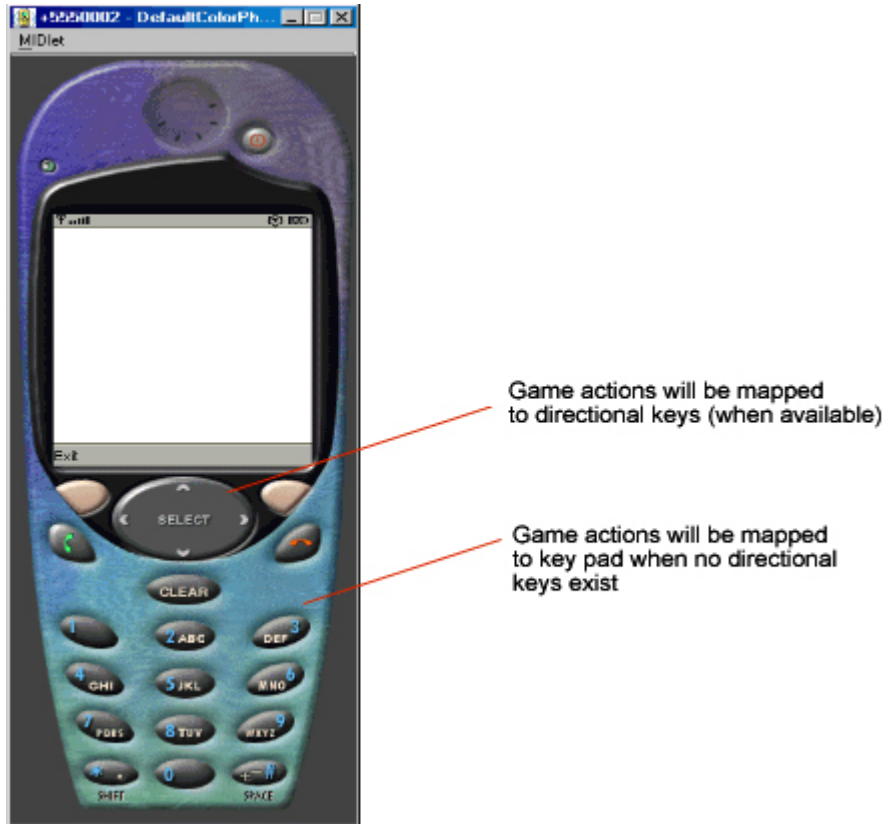 +5550002 - DefaultColorPh...
MIDlet
Exit
SELECT
Game actions will be mapped
to directional keys (when available)
Game actions will be mapped
to key pad when no directional
keys exist
CLEAR
1
2 ABC
DEF 3
4 GHI
5 JKL
MNO 6
7 PQRS
8 TUV
WXYZ 9
* .
0
+ - #
SHIFT
SPACE